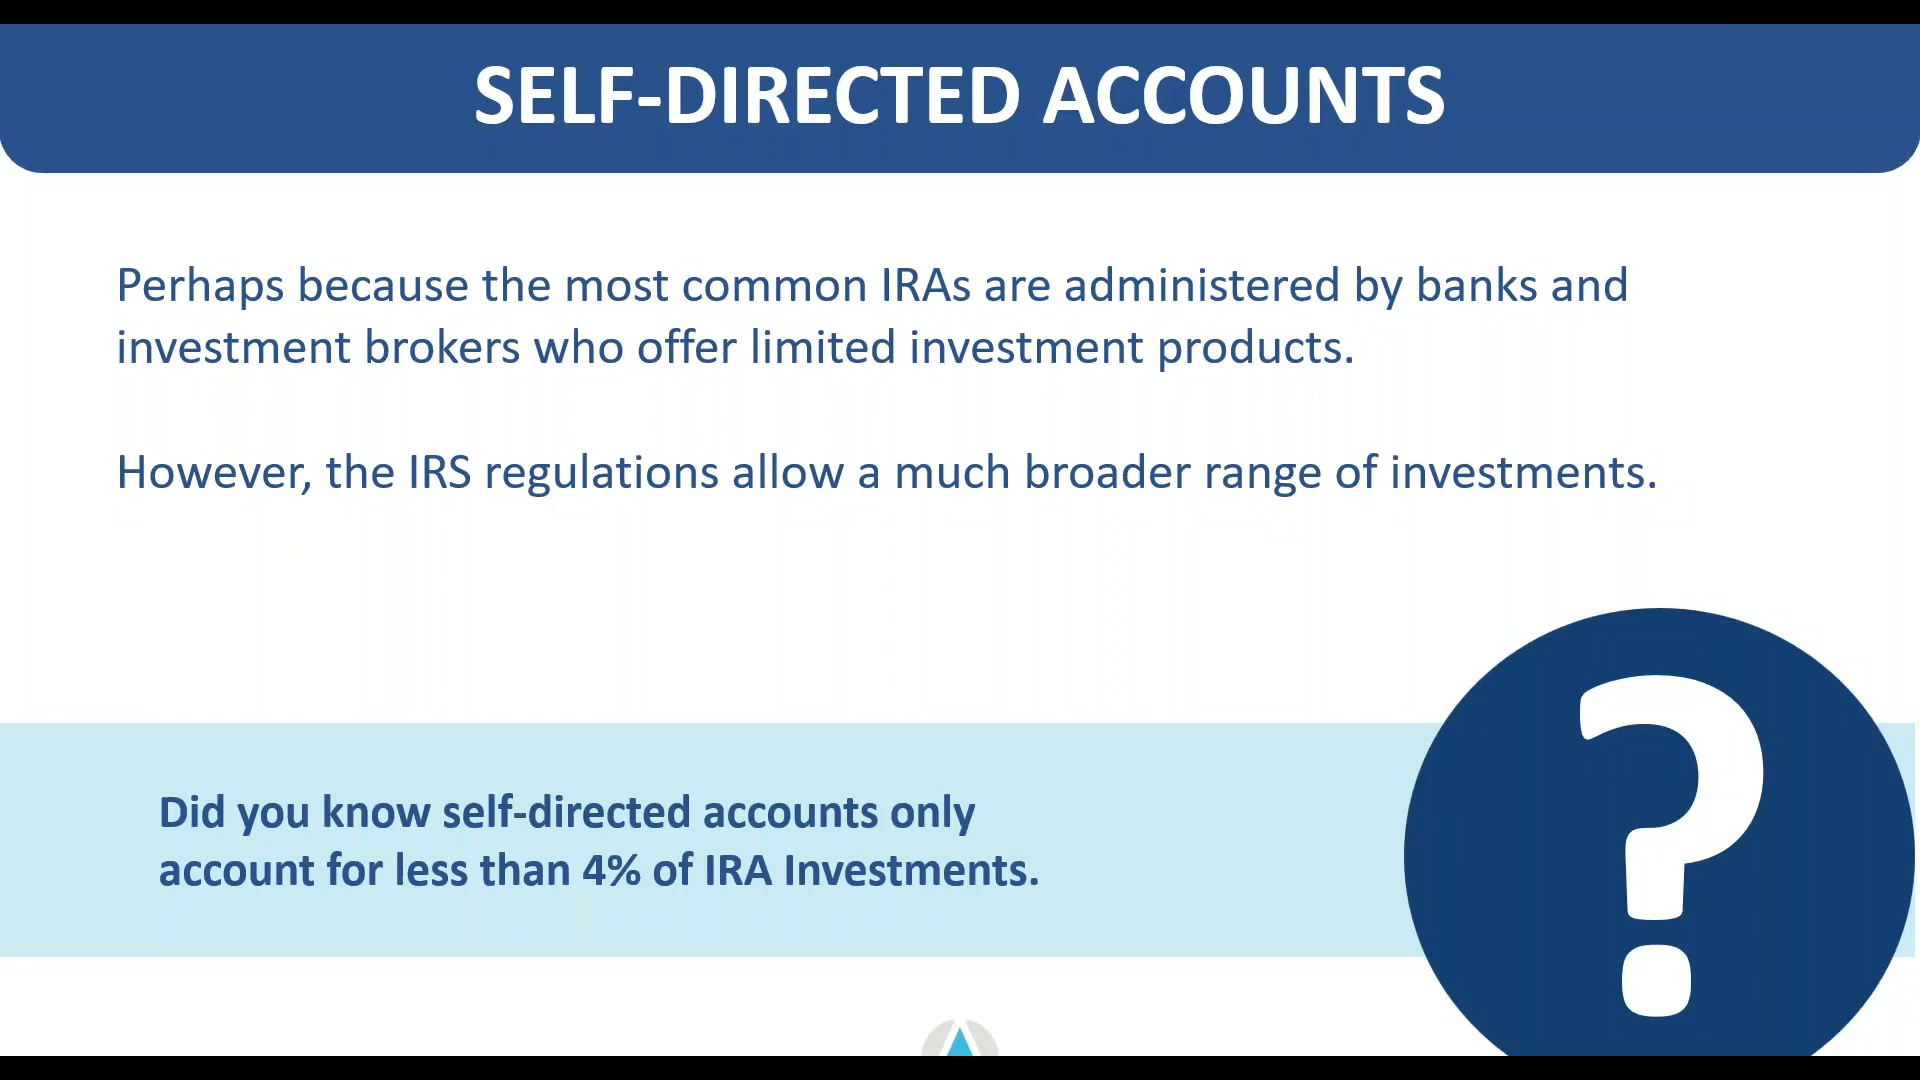 SELF-DIRECTED ACCOUNTS
Perhaps because the most common IRAs are administered by banks and
investment brokers who offer limited investment products.
However, the IRS regulations allow a much broader range of investments.
Did you know self-directed accounts only
account for less than 4% of IRA Investments.
?